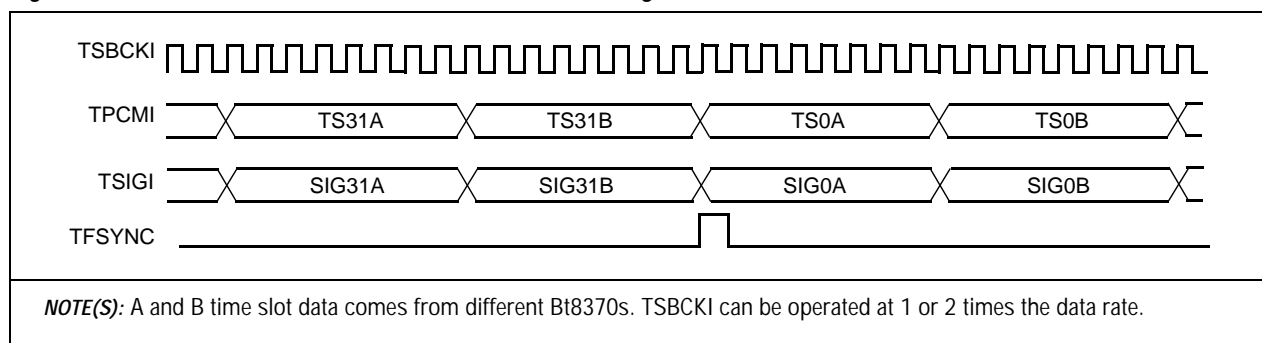 TSBCKI
TPCMI TS31A TS31B TS0A TS0B
TSIGI SIG31A SIG31B SIG0A SIG0B
TFSYNC
NOTE(S): A and B time slot data comes from different Bt8370s. TSBCKI can be operated at 1 or 2 times the data rate.